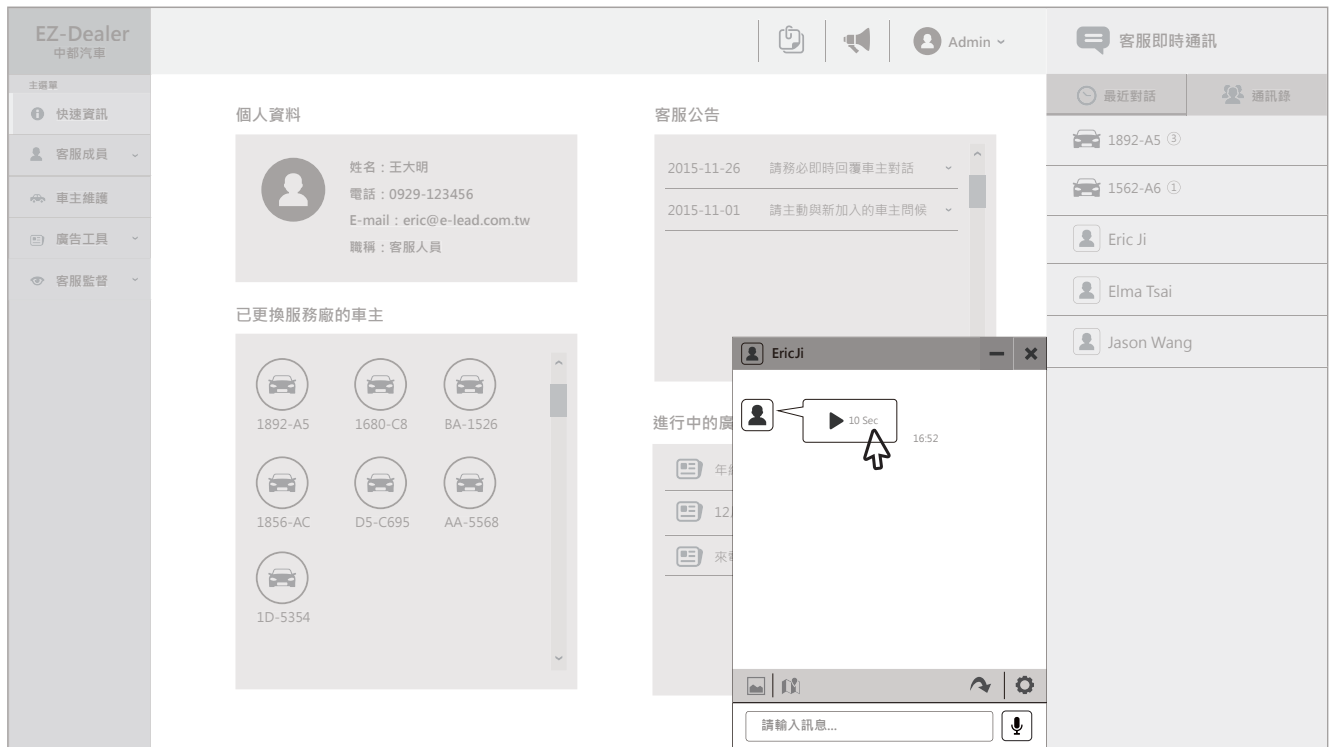 EZ-Dealer
中都汽車
主選單
快速資訊
客服成員
車主維護
廣告工具
客服監督
Admin
個人資料
姓名：王大明
電話：0929-123456
E-mail：eric@e-lead.com.tw
職稱：客服人員
已更換服務廠的車主
1892-A5
1680-C8
BA-1526
1856-AC
D5-C695
AA-5568
1D-5354
客服公告
2015-11-26 請務必即時回覆車主對話
2015-11-01 請主動與新加入的車主問候
進行中的廣
年
12
來
EricJi
10 Sec
16:52
請輸入訊息...
客服即時通訊
最近對話
通訊錄
1892-A5 ③
1562-A6 ①
Eric Ji
Elma Tsai
Jason Wang